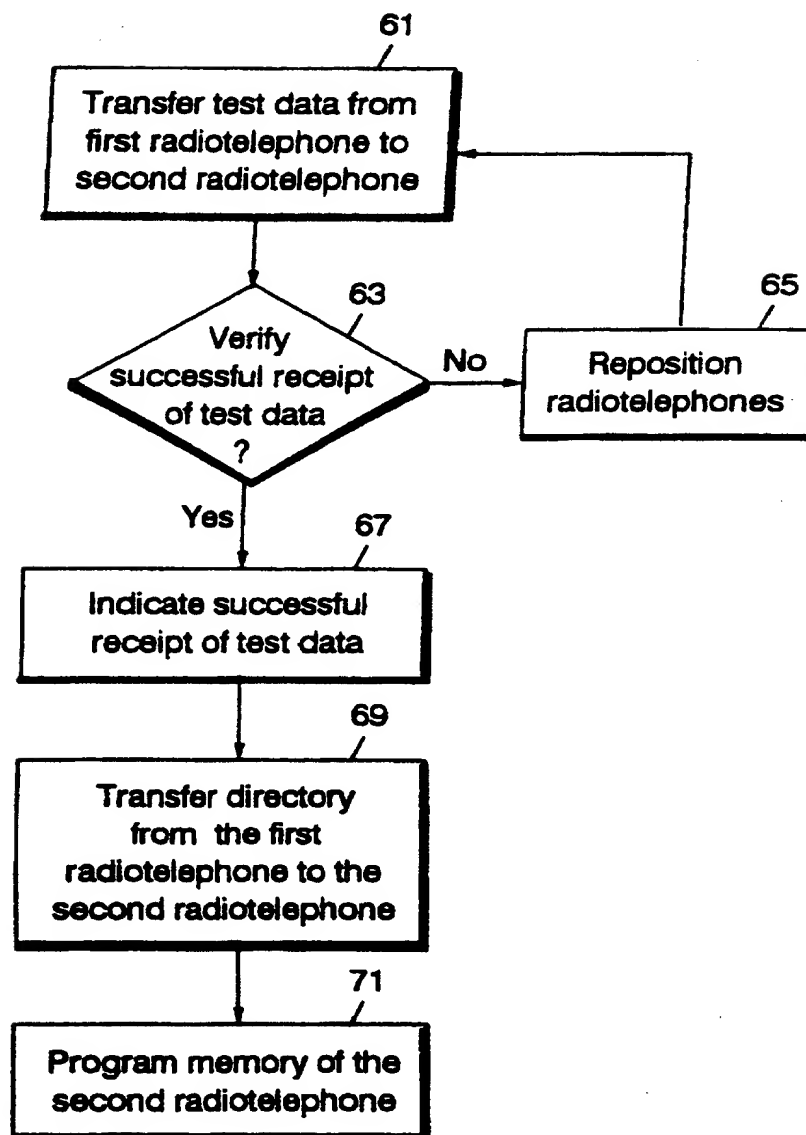 61
Transfer test data from
first radiotelephone to
second radiotelephone
63
Verify
successful receipt
of test data
?
No
65
Reposition
radiotelephones
Yes
67
Indicate successful
receipt of test data
69
Transfer directory
from the first
radiotelephone to the
second radiotelephone
71
Program memory of the
second radiotelephone